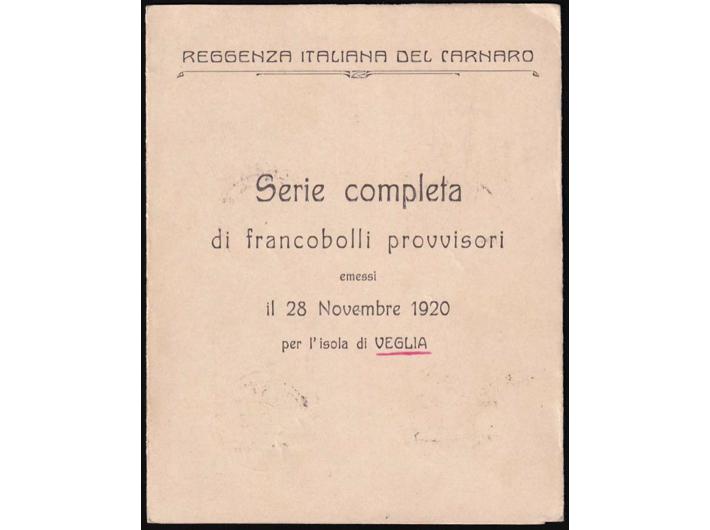 REGGENZA ITALIANA DEL CARNARO
Serie completa
di francobolli provvisori
emessi
il 28 Novembre 1920
per l'isola di VEGLIA